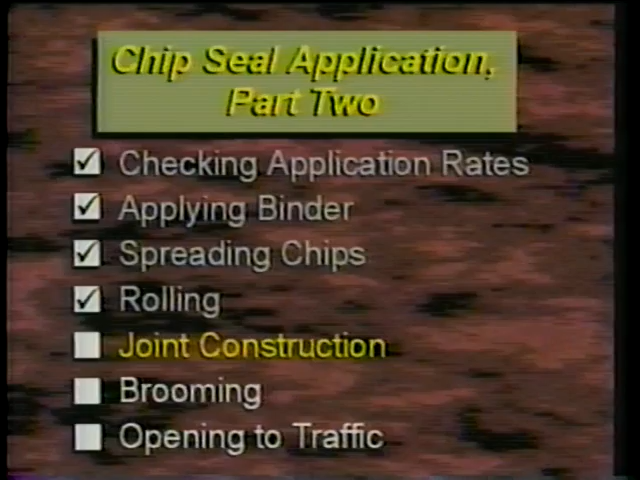 Chip Seal Application,
Part Two
Checking Application Rates
Applying Binder
Spreading Chips
Rolling
Joint Construction
Brooming
Opening to Traffic